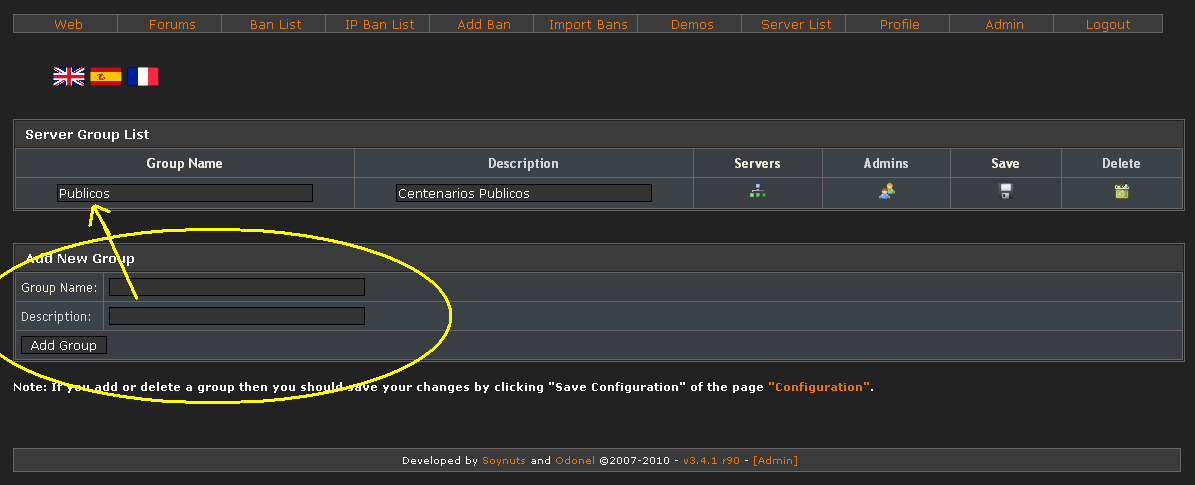 Web Forums Ban List IP Ban List Add Ban Import Bans Demos Server List Profile Admin Logout
Server Group List
Group Name Description Servers Admins Save Delete
Publicos Centenarios Publicos
Add New Group
Group Name:
Description:
Add Group
Note: If you add or delete a group then you should save your changes by clicking "Save Configuration" of the page "Configuration".
Developed by Soynuts and Odonel ©2007-2010 - v3.4.1 r90 - [Admin]